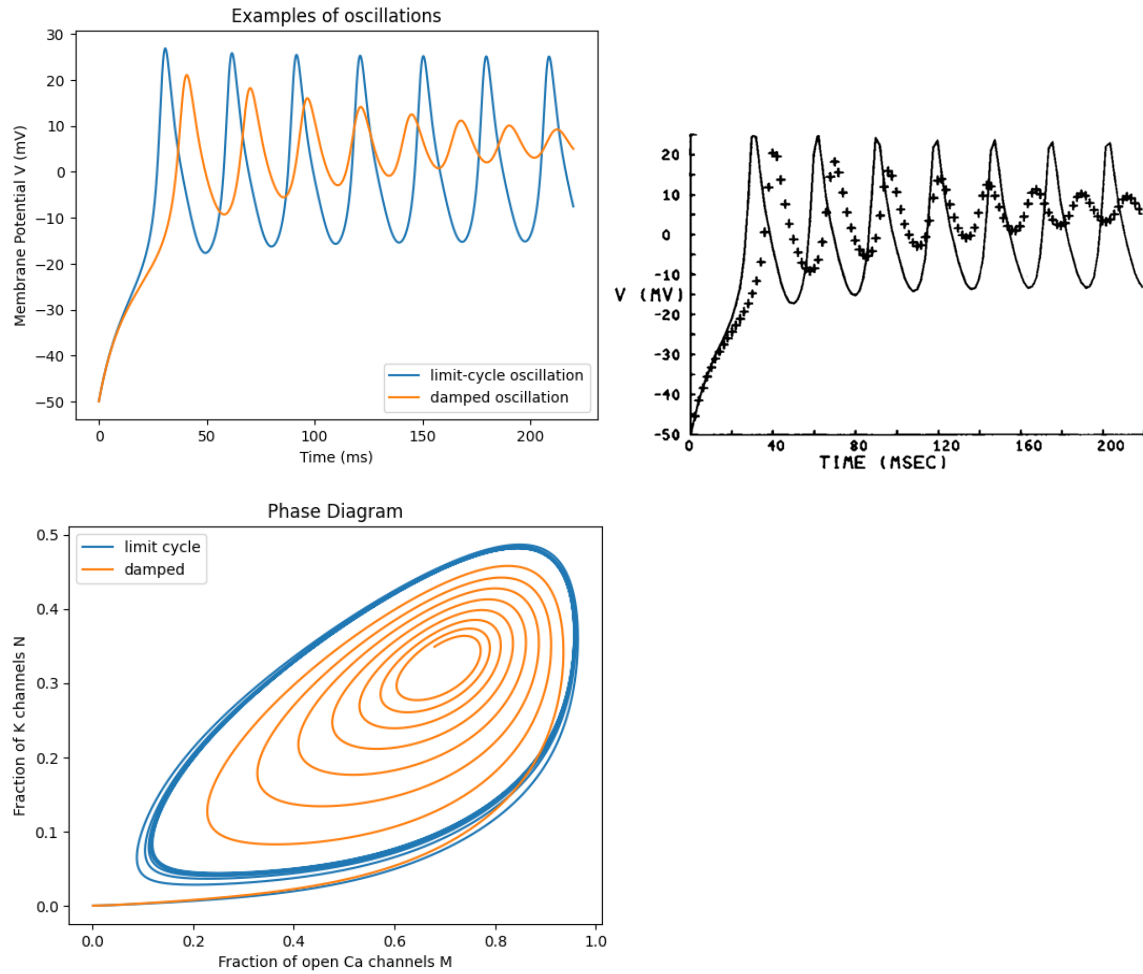 Examples of oscillations
30
20
10
0
−10
−20
−30
−40
−50
Membrane Potential V (mV)
limit-cycle oscillation
damped oscillation
0 50 100 150 200
Time (ms)
20
10
0
-10
V (MV)
-20
-30
-40
-50
0 40 80 120 160 200
TIME (MSEC)
Phase Diagram
limit cycle
damped
0.5
0.4
0.3
0.2
0.1
0.0
Fraction of K channels N
0.0 0.2 0.4 0.6 0.8 1.0
Fraction of open Ca channels M